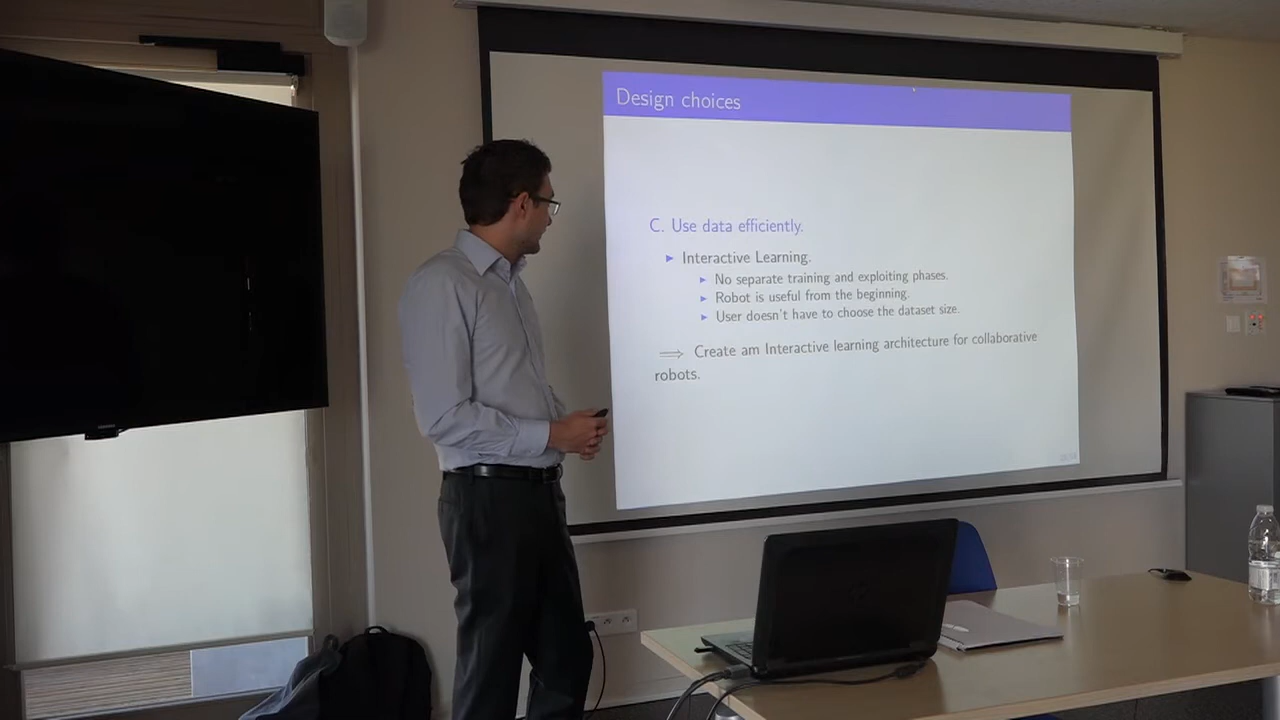 Design choices
C. Use data efficiently.
Interactive Learning.
No separate training and exploiting phases.
Robot is useful from the beginning.
User doesn't have to choose the dataset size.
⟹ Create am Interactive learning architecture for collaborative
robots.